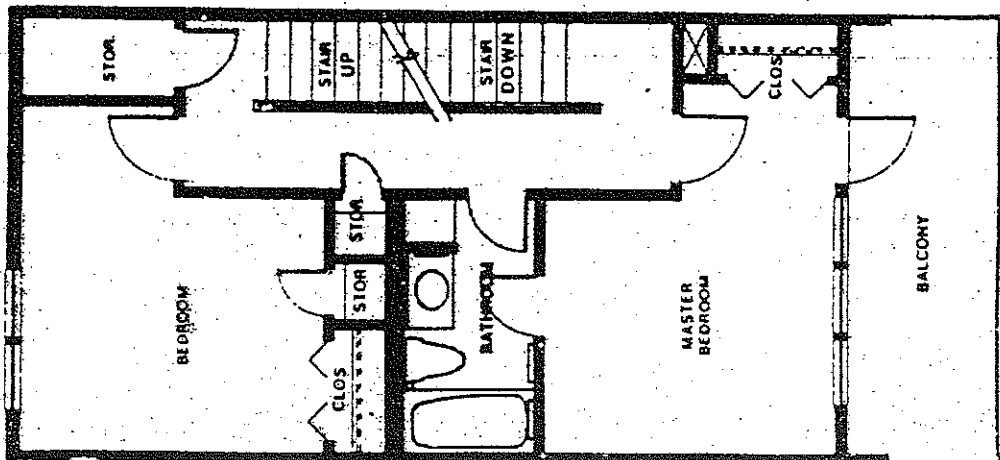 STOR.
STAIR
UP
STAIR
DOWN
CLOS
STOR.
STOR
BEDROOM
CLOS
BATHROOM
MASTER
BEDROOM
BALCONY